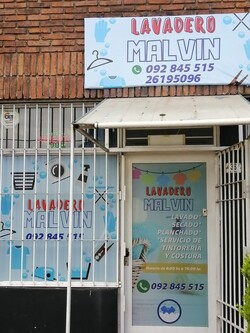 LAVADERO
MALVIN
092 845 515
26195096
LAVADERO
MALVIN
092 845 515
LAVADERO
MALVIN
LAVADO
SECADO
PLANCHADO
SERVICIO DE
TINTORERIA
Y COSTURA
092 845 515